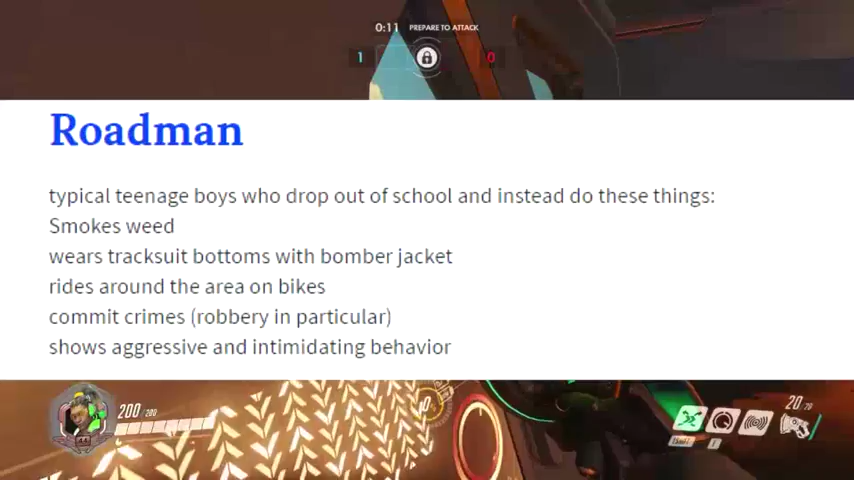 0:11 PREPARE TO ATTACK
1 0
Roadman
typical teenage boys who drop out of school and instead do these things:
Smokes weed
wears tracksuit bottoms with bomber jacket
rides around the area on bikes
commit crimes (robbery in particular)
shows aggressive and intimidating behavior
200/200
20/20